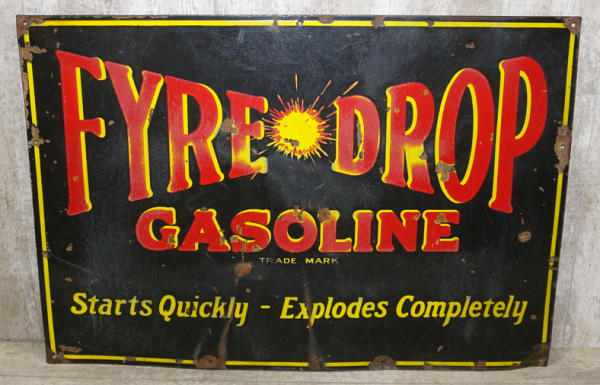 FYRE DROP
GASOLINE
TRADE MARK
Starts Quickly - Explodes Completely